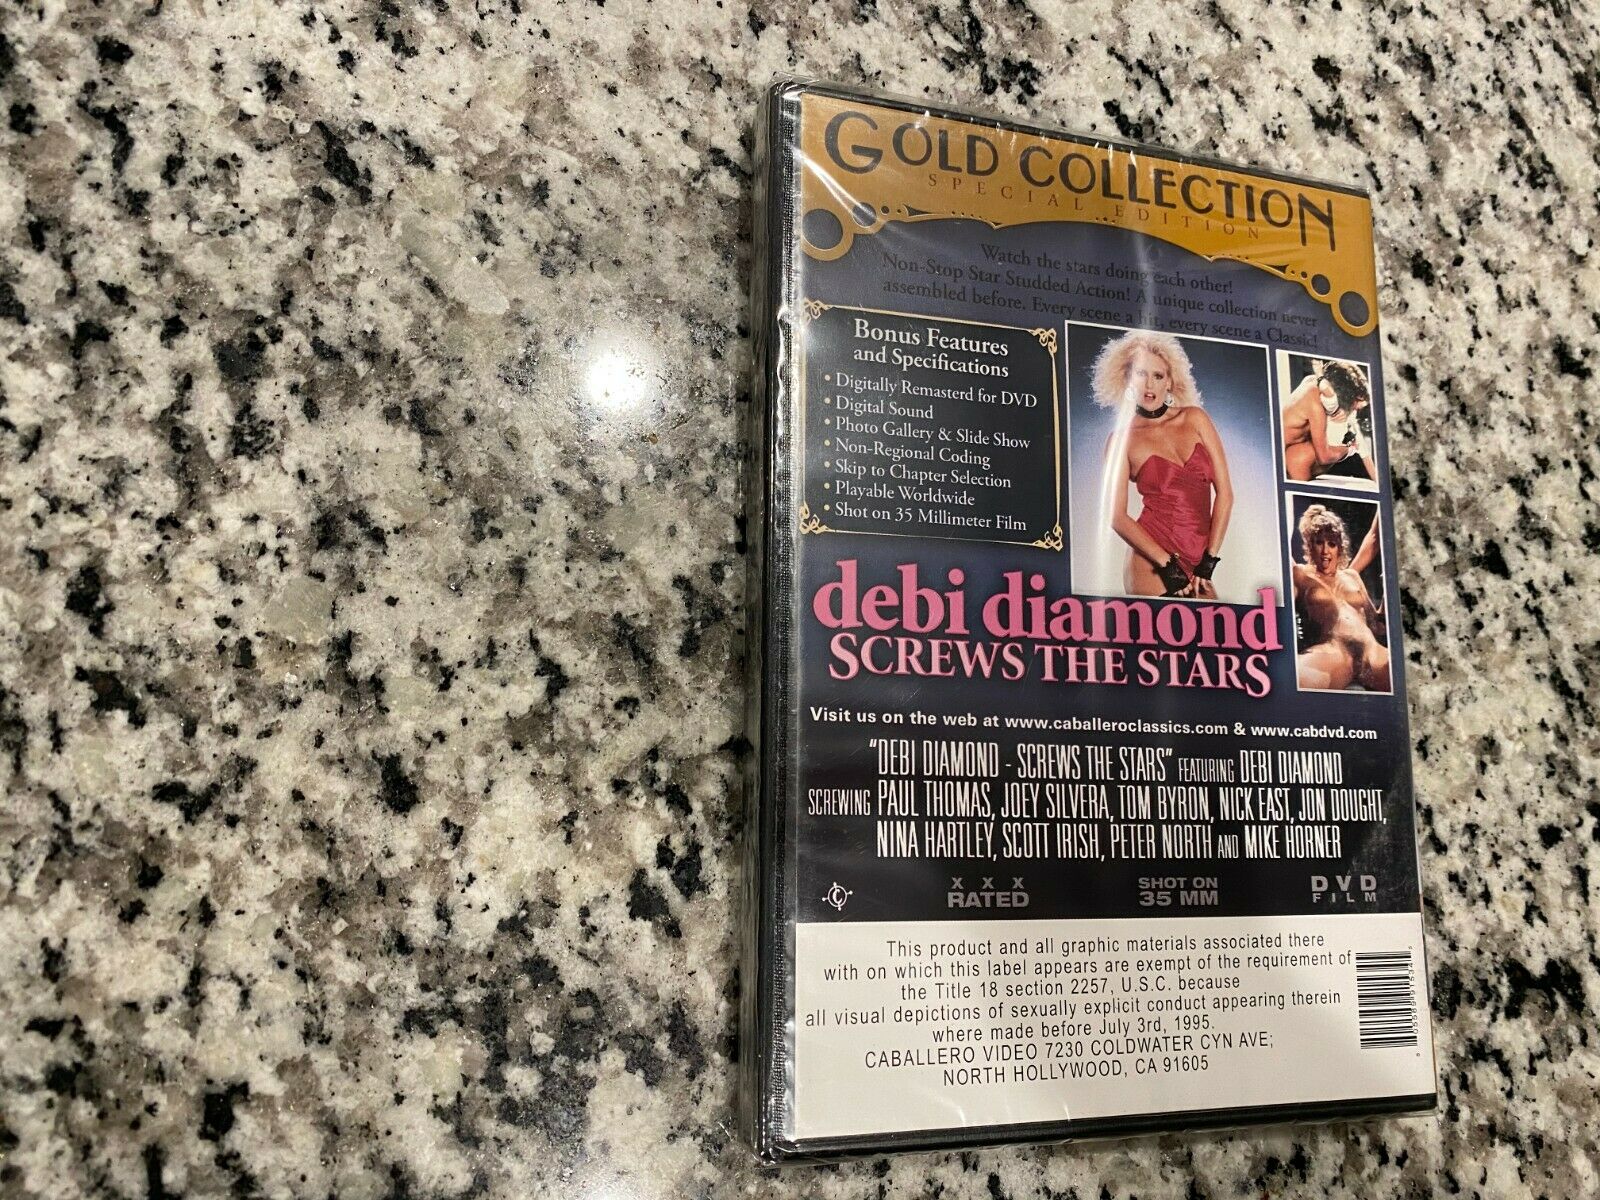 GOLD COLLECTION
SPECIAL EDITION
Watch the stars doing each other!
Non-Stop Star Studded Action! A unique collection never
assembled before. Every scene a hit, every scene a Classic!
Bonus Features
and Specifications
• Digitally Remasterd for DVD
• Digital Sound
• Photo Gallery & Slide Show
• Non-Regional Coding
• Skip to Chapter Selection
• Playable Worldwide
• Shot on 35 Millimeter Film
debi diamond
SCREWS THE STARS
Visit us on the web at www.caballeroclassics.com & www.cabdvd.com
"DEBI DIAMOND - SCREWS THE STARS" FEATURING DEBI DIAMOND
SCREWING PAUL THOMAS, JOEY SILVERA, TOM BYRON, NICK EAST, JON DOUGHT,
NINA HARTLEY, SCOTT IRISH, PETER NORTH AND MIKE HORNER
X X X
RATED
SHOT ON
35 MM
DVD
FILM
This product and all graphic materials associated there
with on which this label appears are exempt of the requirement of
the Title 18 section 2257, U.S.C. because
all visual depictions of sexually explicit conduct appearing therein
where made before July 3rd, 1995.
CABALLERO VIDEO 7230 COLDWATER CYN AVE;
NORTH HOLLYWOOD, CA 91605